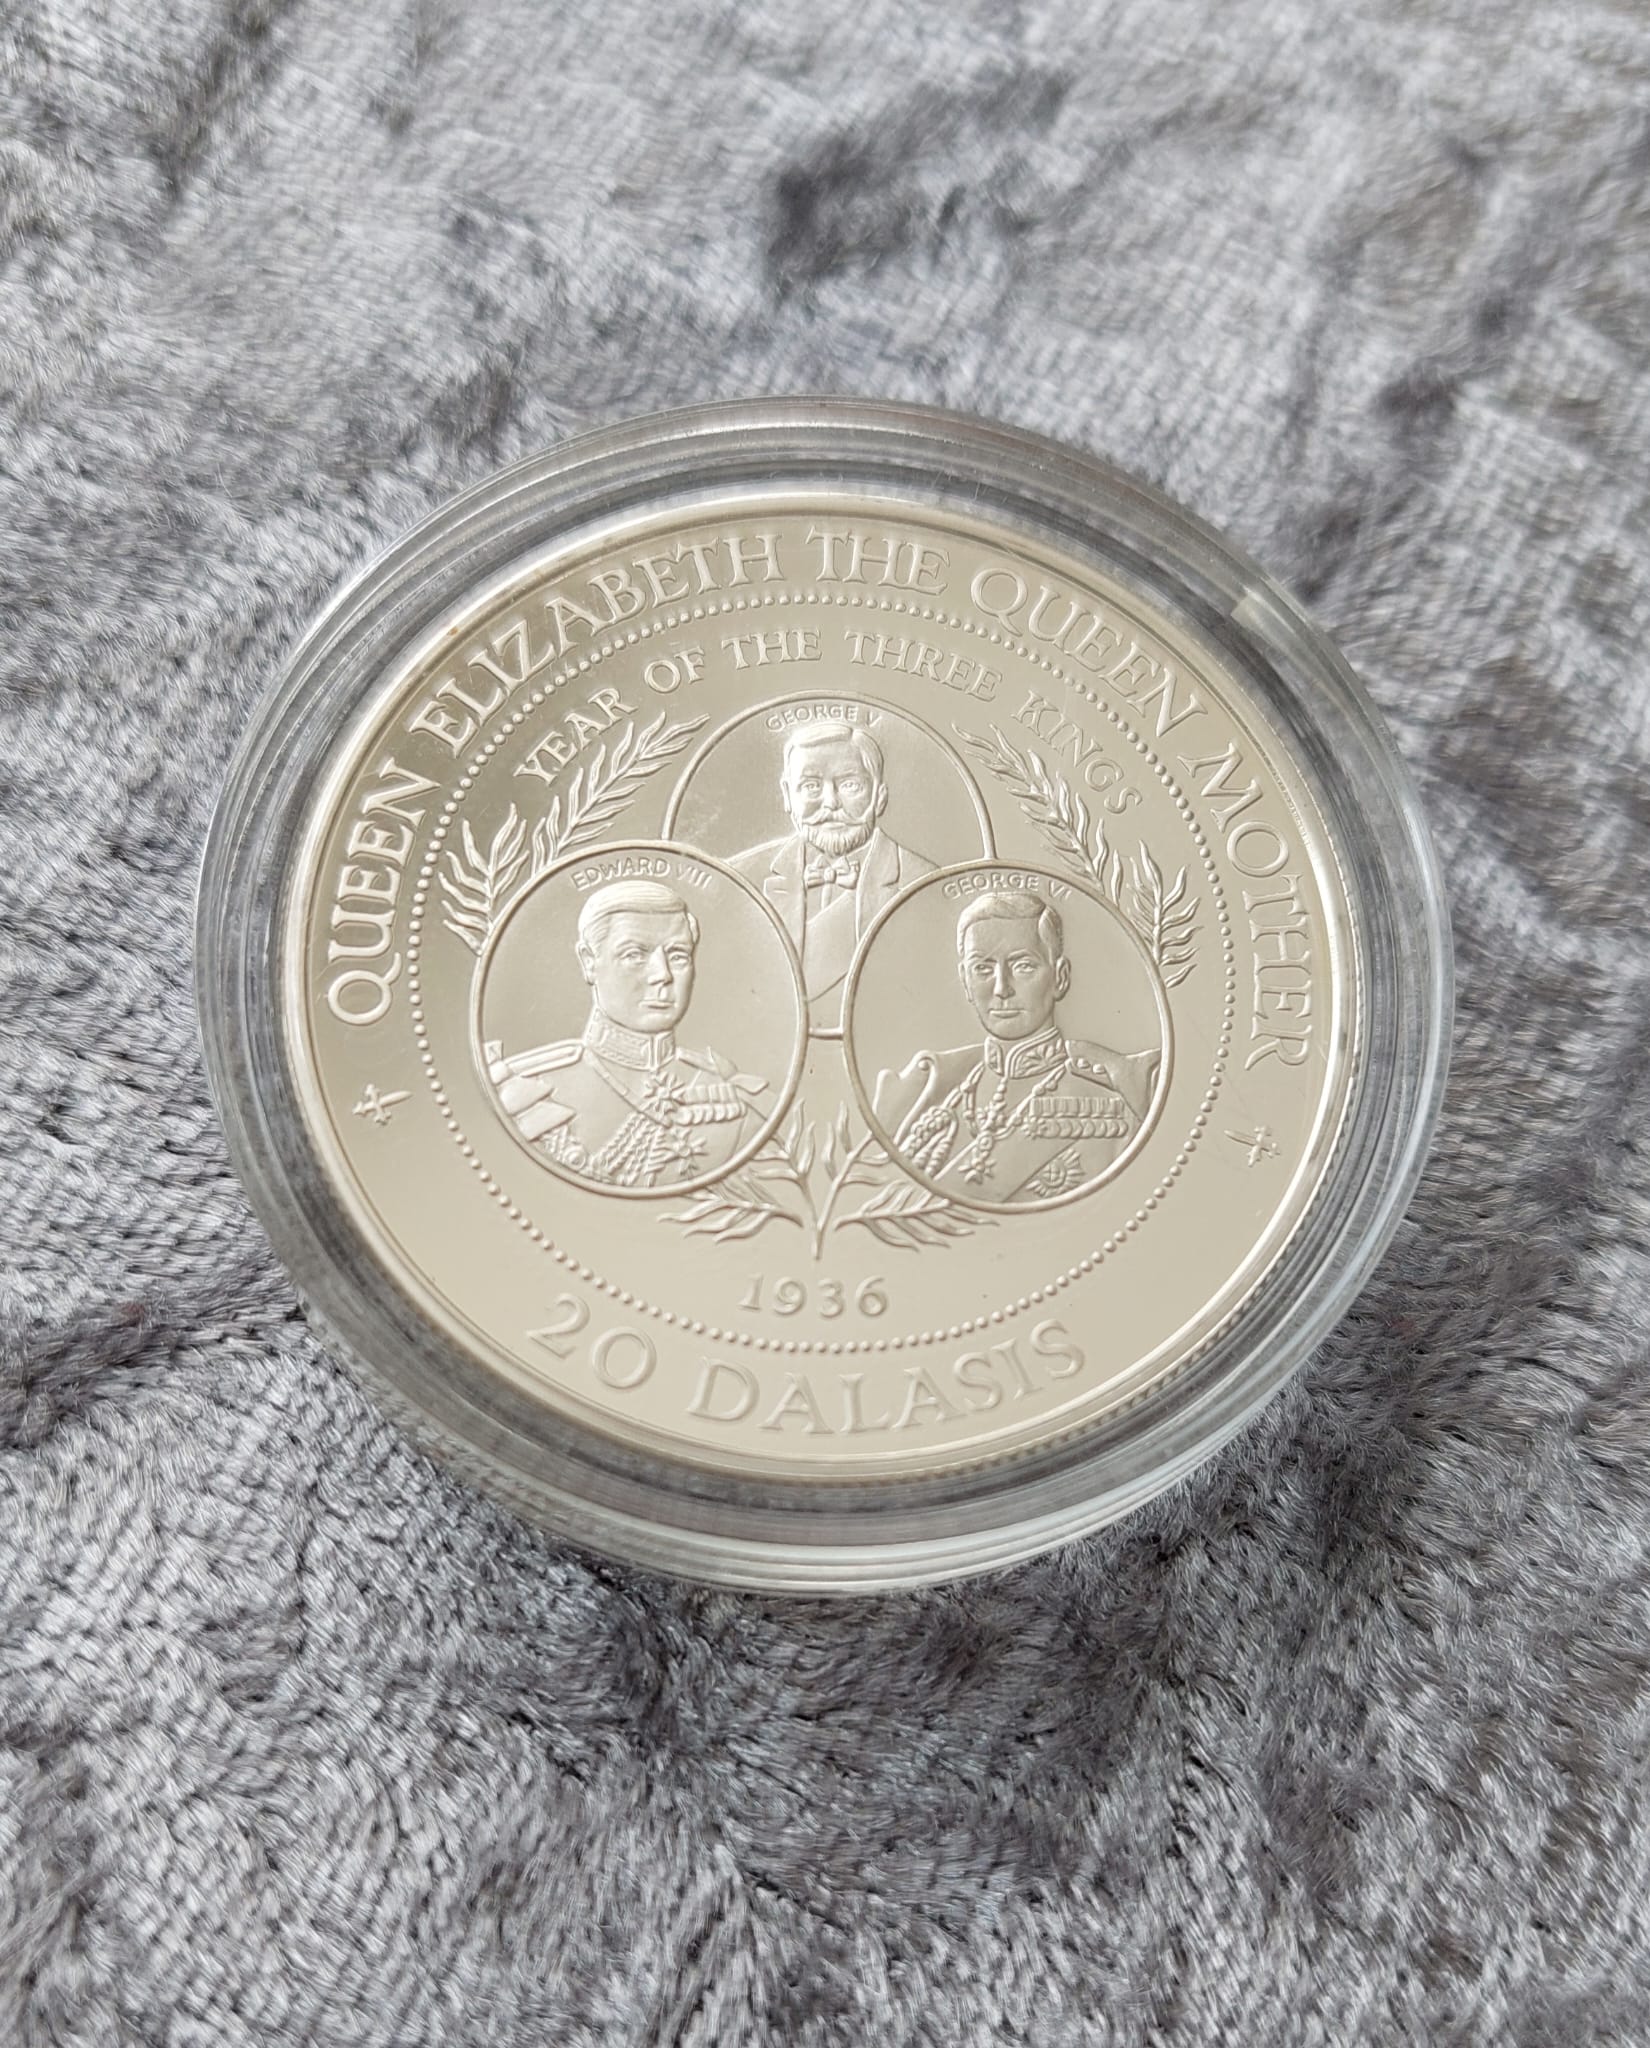 QUEEN ELIZABETH THE QUEEN MOTHER
YEAR OF THE THREE KINGS
GEORGE V
EDWARD VIII
GEORGE VI
1936
20 DALASIS